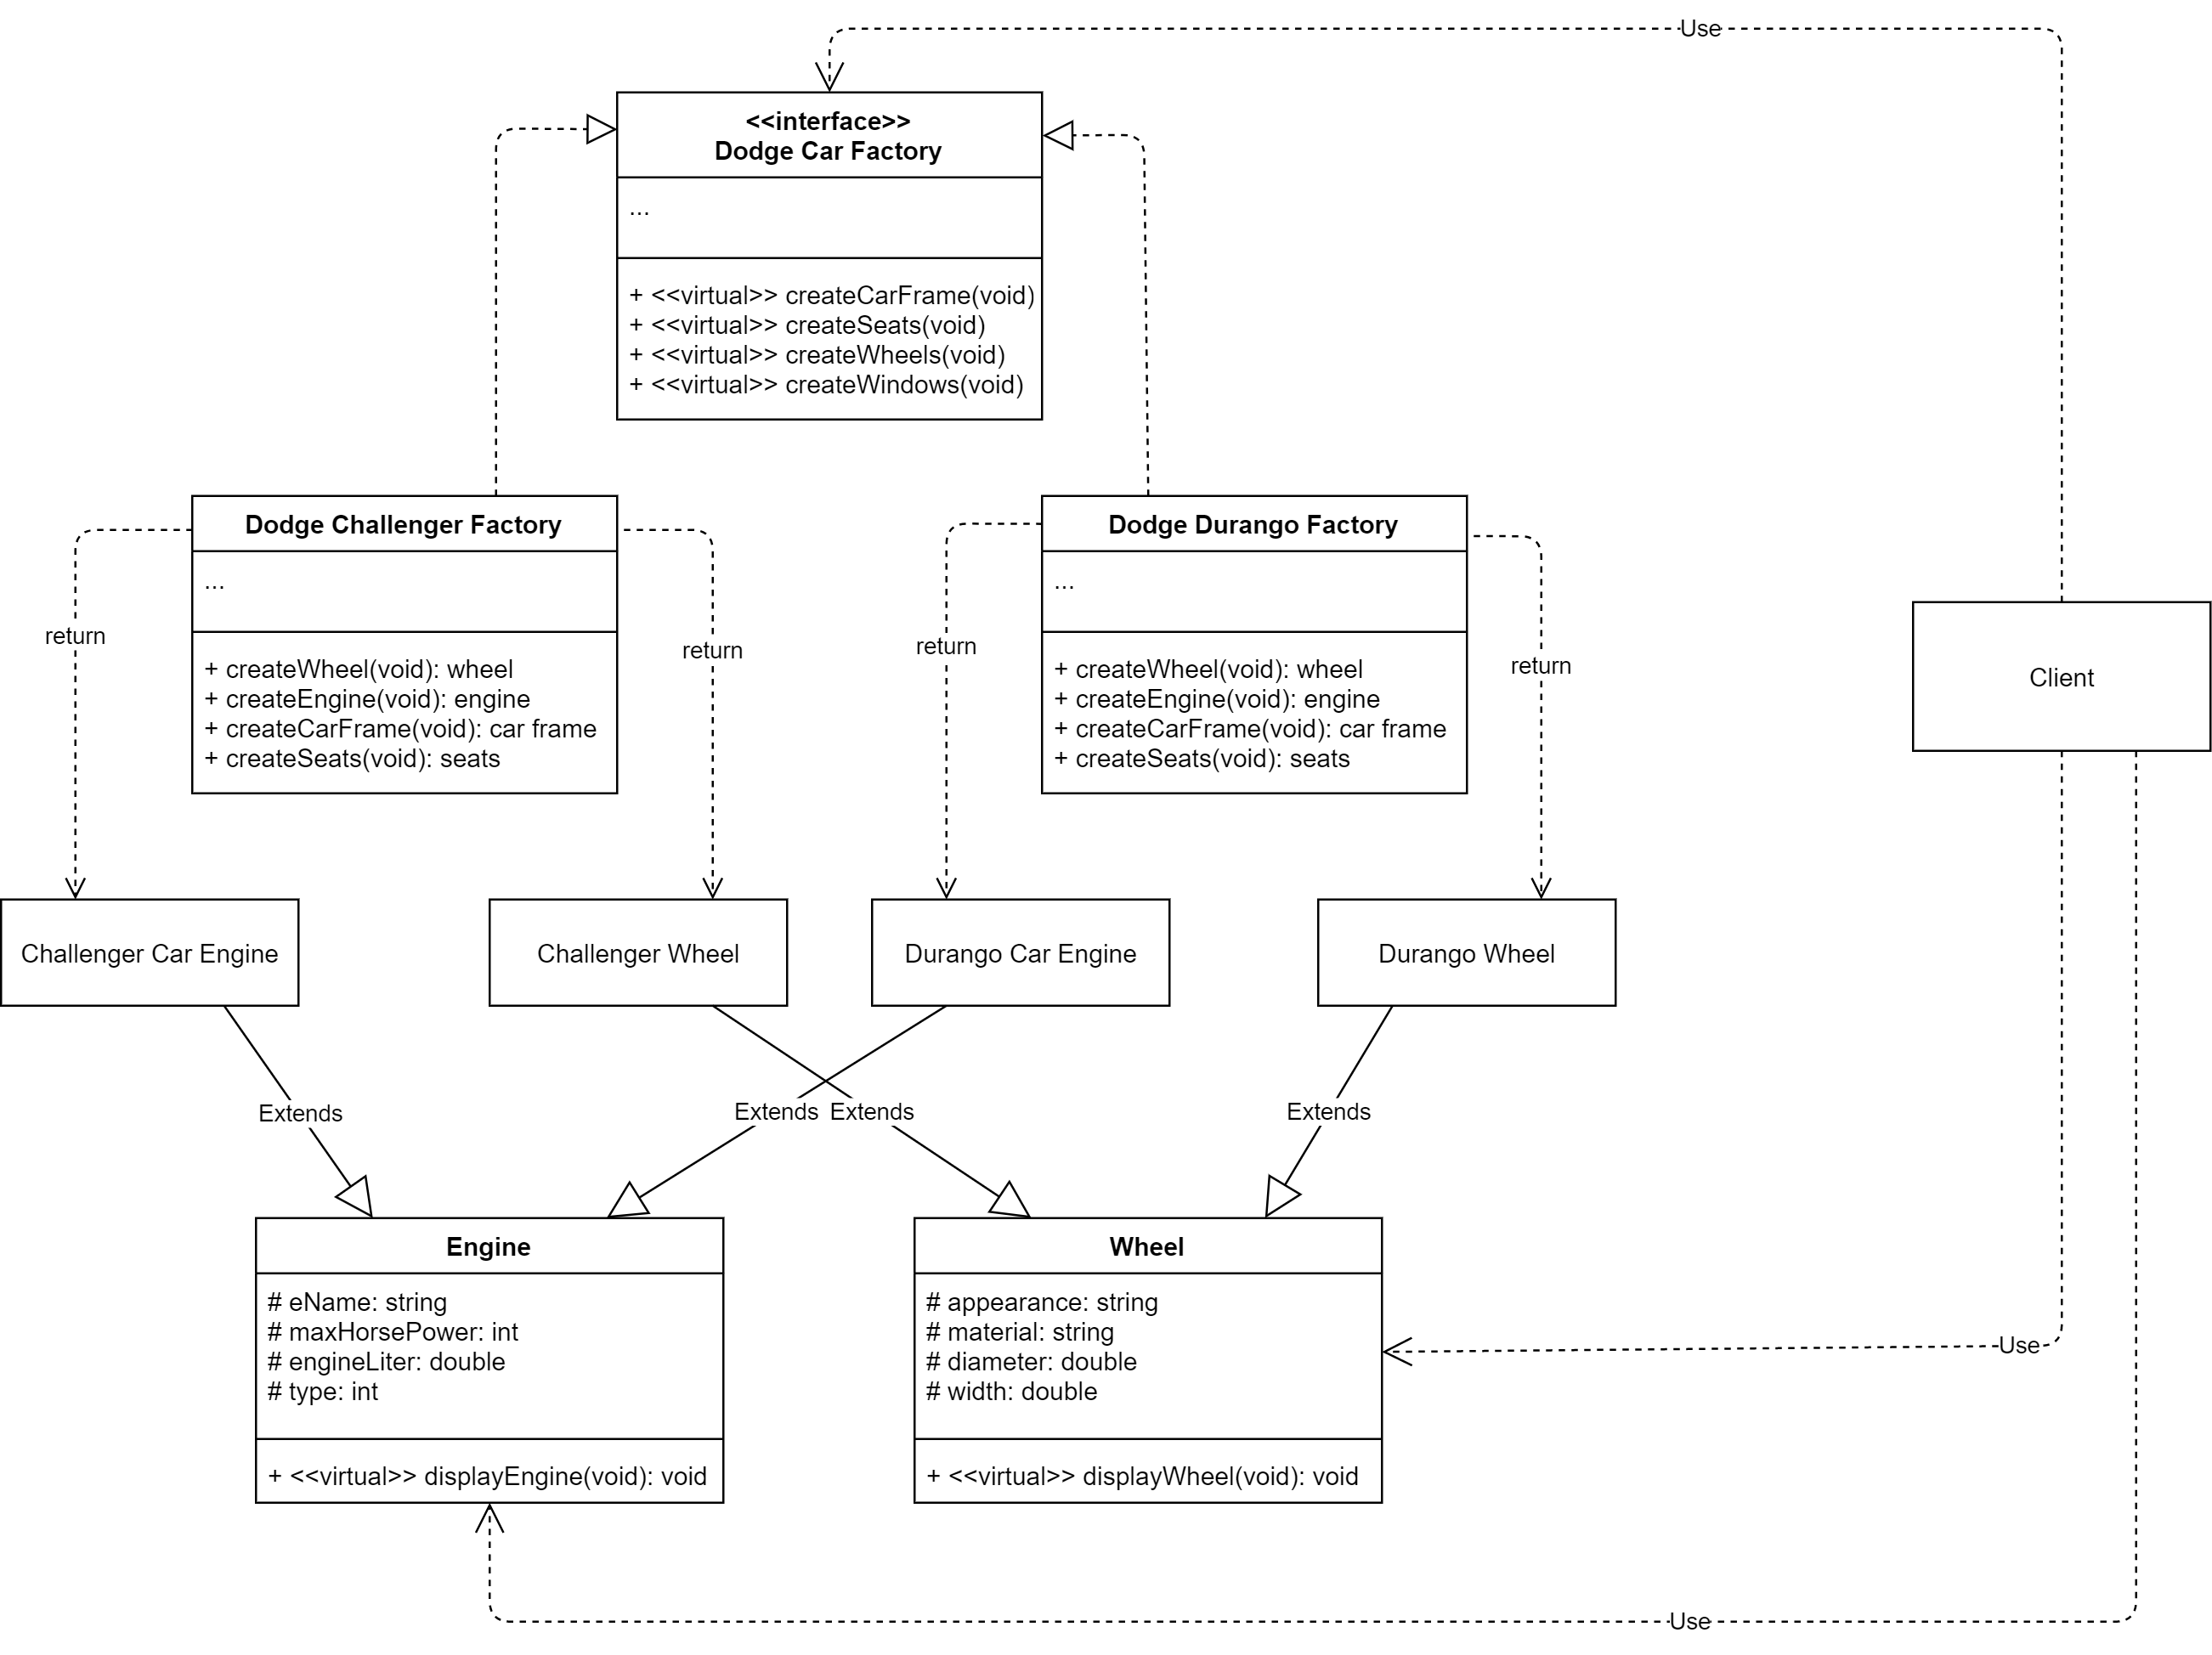 Use
<<interface>>
Dodge Car Factory
...
+ <<virtual>> createCarFrame(void)
+ <<virtual>> createSeats(void)
+ <<virtual>> createWheels(void)
+ <<virtual>> createWindows(void)
Dodge Challenger Factory
...
+ createWheel(void): wheel
+ createEngine(void): engine
+ createCarFrame(void): car frame
+ createSeats(void): seats
return
return
Dodge Durango Factory
...
+ createWheel(void): wheel
+ createEngine(void): engine
+ createCarFrame(void): car frame
+ createSeats(void): seats
return
return
Client
Challenger Car Engine
Challenger Wheel
Durango Car Engine
Durango Wheel
Extends
Extends
Extends
Extends
Engine
# eName: string
# maxHorsePower: int
# engineLiter: double
# type: int
+ <<virtual>> displayEngine(void): void
Wheel
# appearance: string
# material: string
# diameter: double
# width: double
+ <<virtual>> displayWheel(void): void
Use
Use